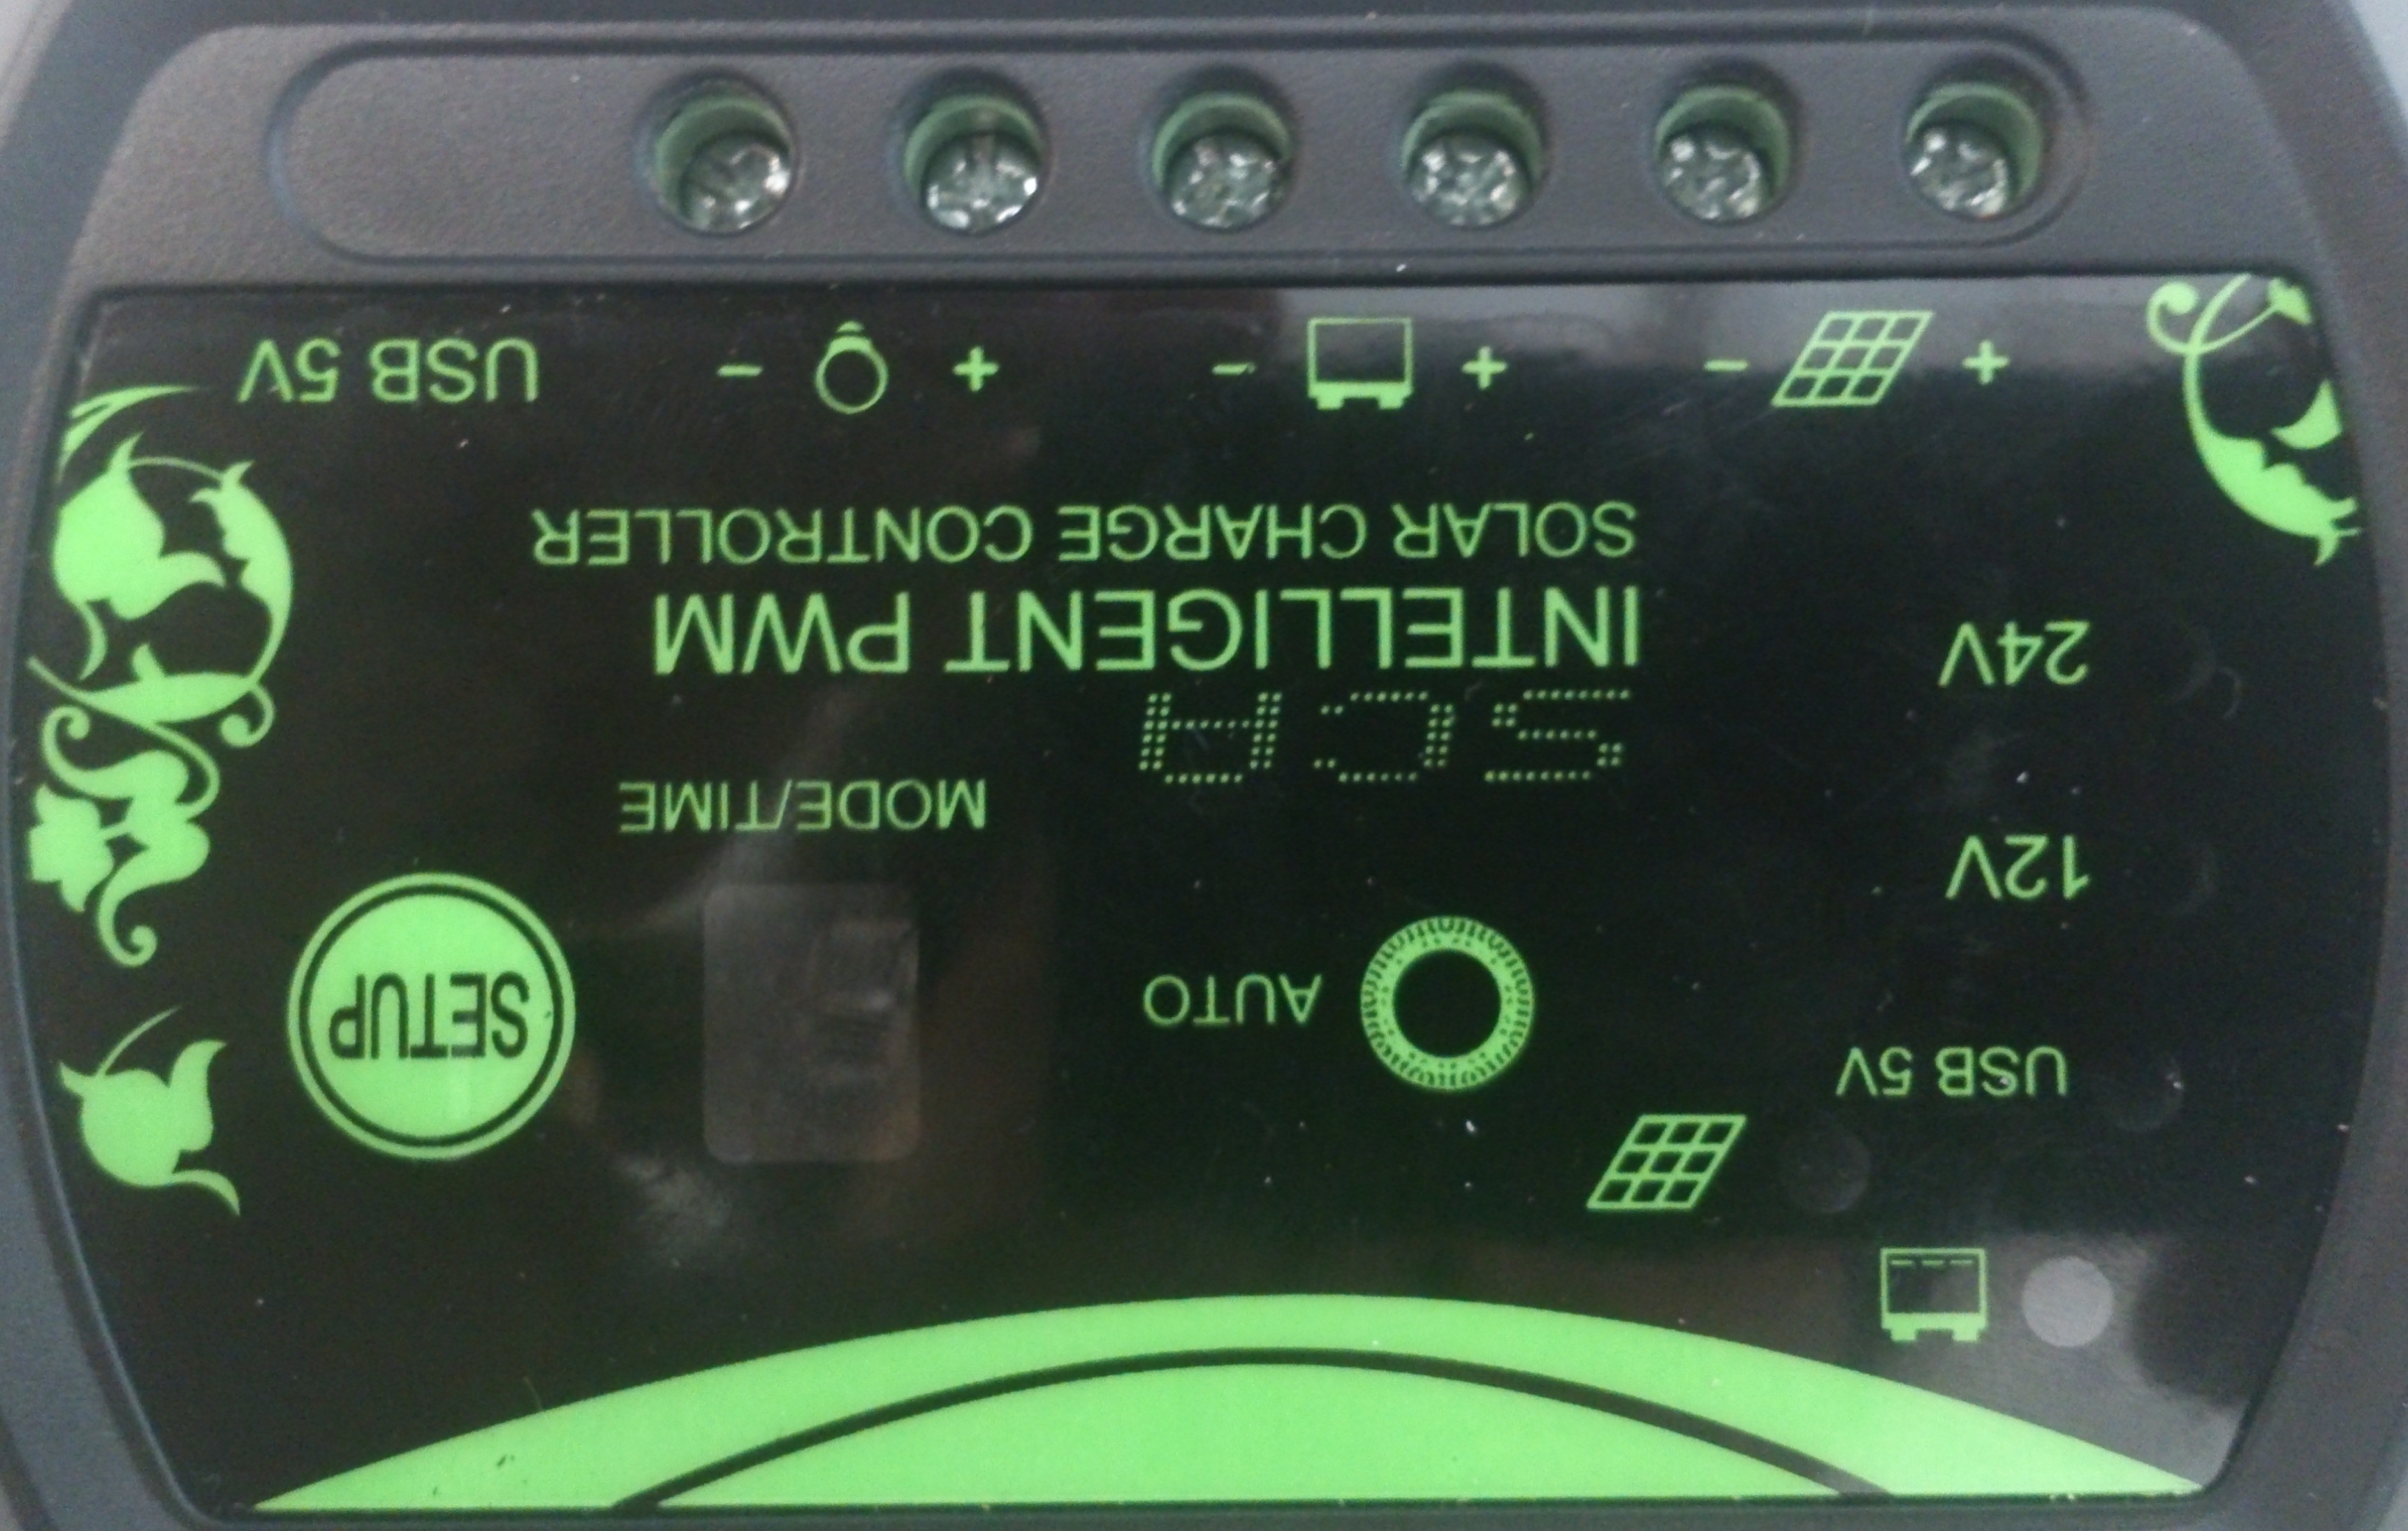 USB 5V
AUTO
SETUP
12V
MODE/TIME
SCA
24V
INTELLIGENT PWM
SOLAR CHARGE CONTROLLER
+ - + - + - USB 5V